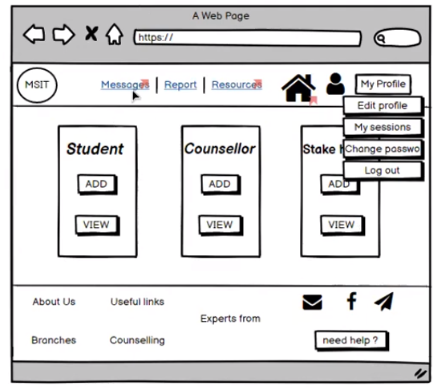 A Web Page
https://
MSIT
Messages Report Resources
My Profile
Edit profile
My sessions
Change passwo
Log out
Student Counsellor Stake
ADD ADD ADD
VIEW VIEW VIEW
About Us Useful links
Experts from
Branches Counselling
need help ?